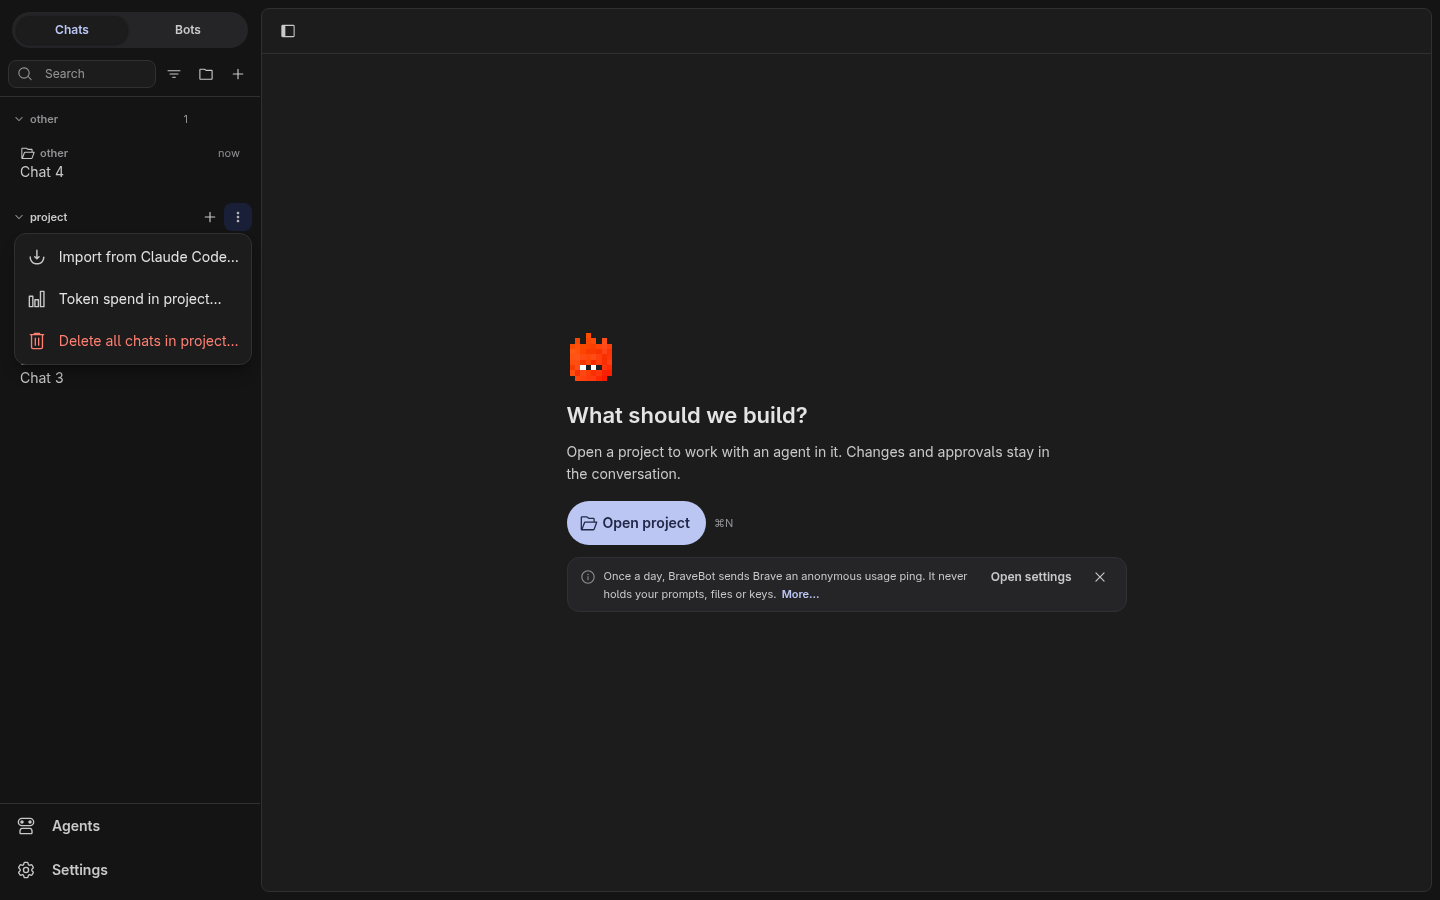 Chats
Bots
Search
other 1
other now
Chat 4
project
Import from Claude Code...
Token spend in project...
Delete all chats in project...
Chat 3
What should we build?
Open a project to work with an agent in it. Changes and approvals stay in
the conversation.
Open project ⌘N
Once a day, BraveBot sends Brave an anonymous usage ping. It never
holds your prompts, files or keys. More...
Open settings
Agents
Settings